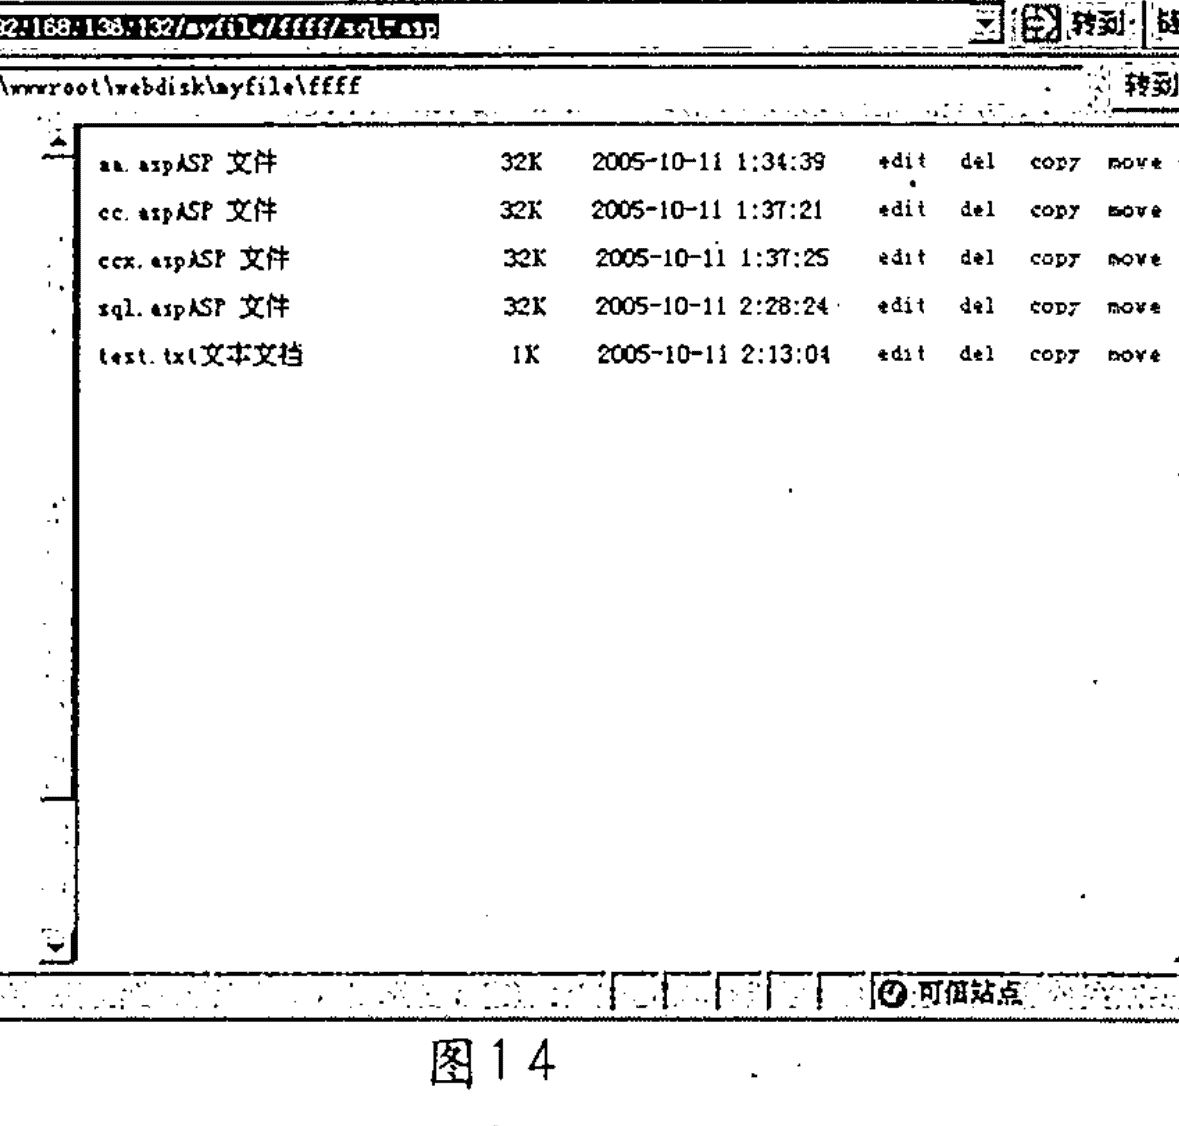 92.168.138.132/myfile/ffff/sql.asp 转到
\wwwroot\webdisk\myfile\ffff 转到
aa.aspASP 文件 32K 2005-10-11 1:34:39 edit del copy move
cc.aspASP 文件 32K 2005-10-11 1:37:21 edit del copy move
ccx.aspASP 文件 32K 2005-10-11 1:37:25 edit del copy move
sql.aspASP 文件 32K 2005-10-11 2:28:24 edit del copy move
test.txt文本文档 1K 2005-10-11 2:13:04 edit del copy move
可信站点
图14